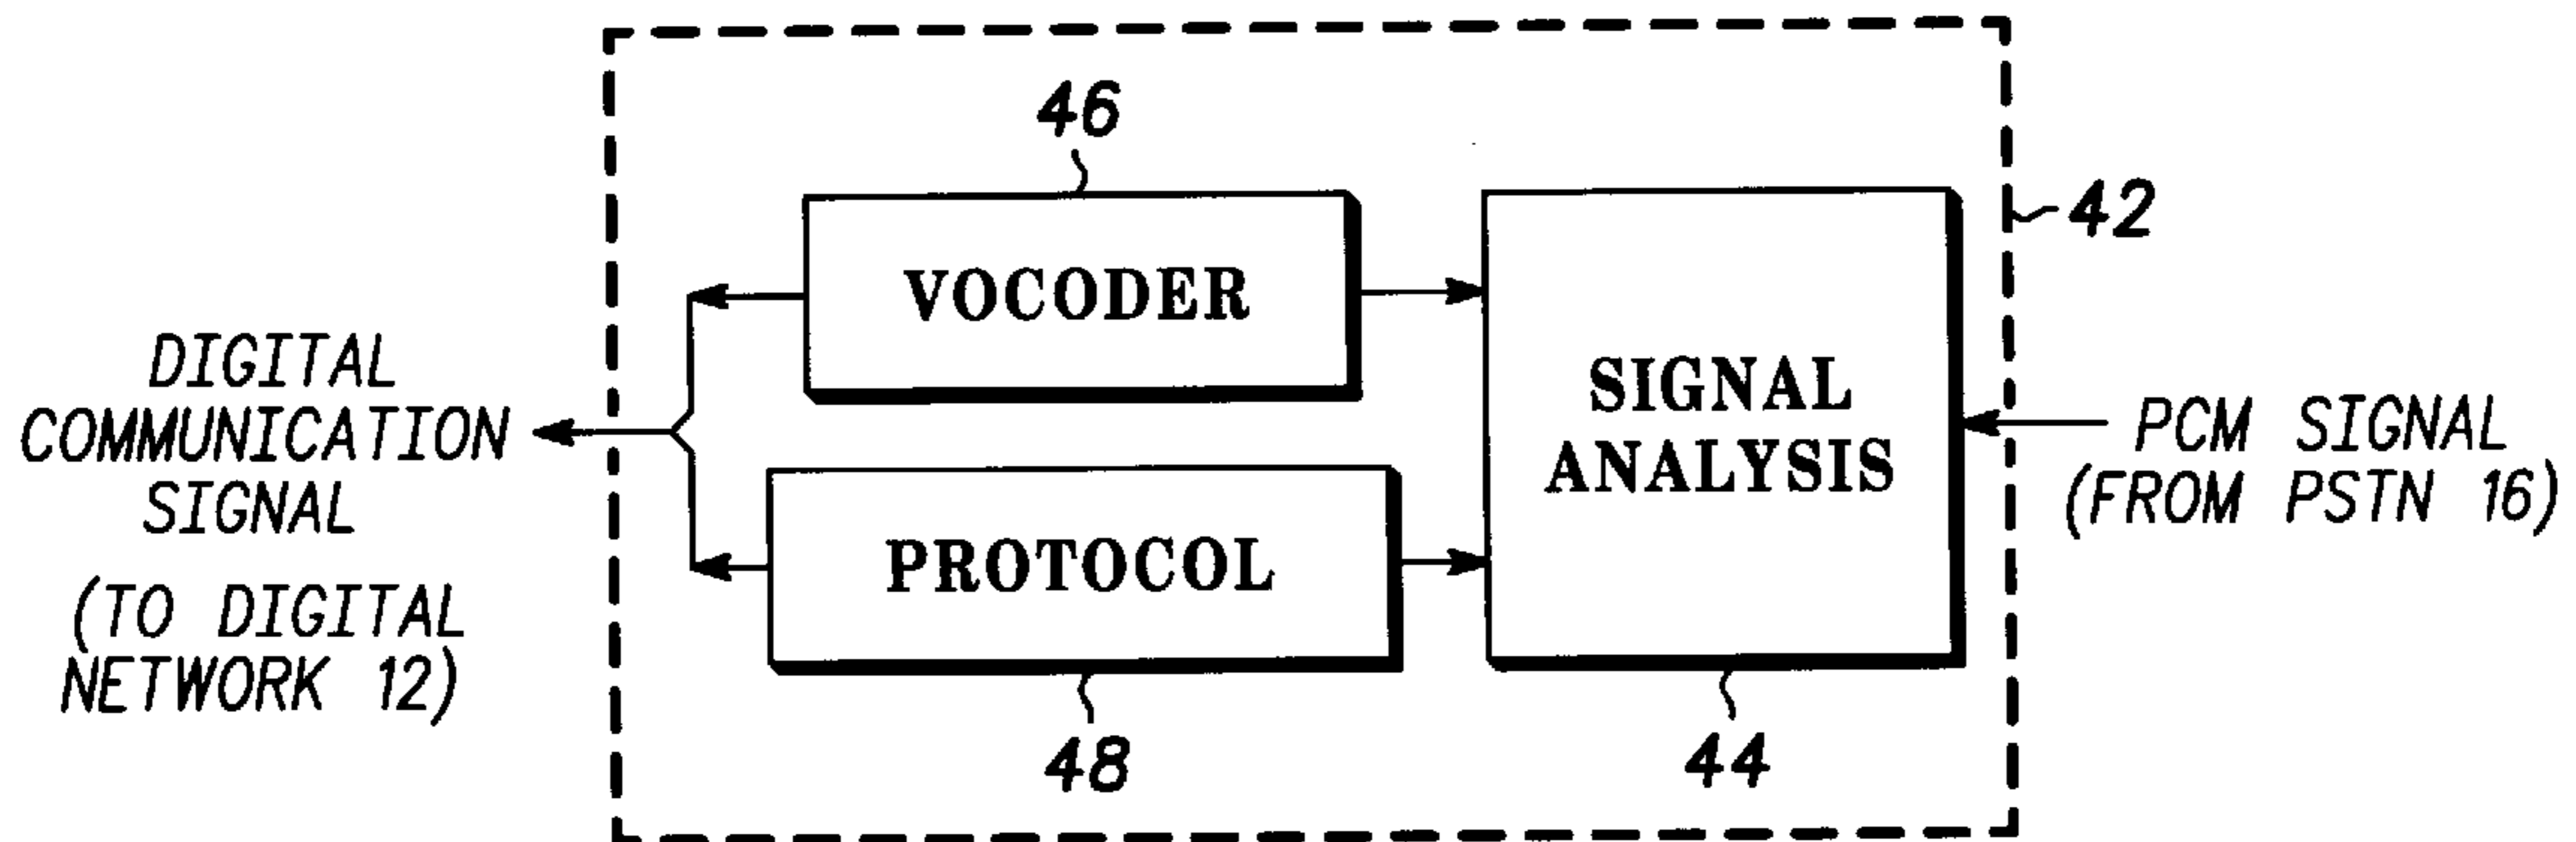 46
42
VOCODER
SIGNAL
ANALYSIS
DIGITAL
COMMUNICATION
SIGNAL
(TO DIGITAL
NETWORK 12)
PCM SIGNAL
(FROM PSTN 16)
PROTOCOL
48
44